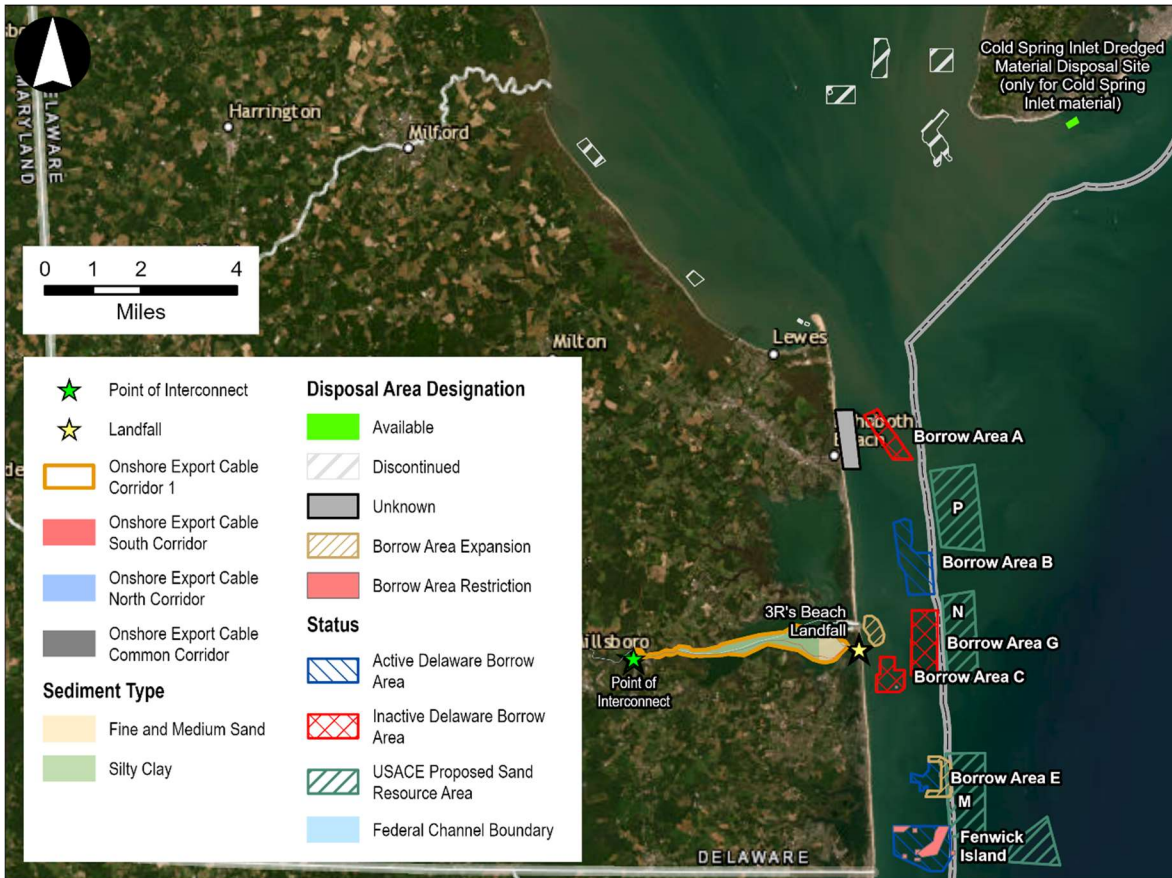 Cold Spring Inlet Dredged
Material Disposal Site
(only for Cold Spring
Inlet material)
MARYLAND
DELAWARE
Harrington
Milford
0 1 2 4
Miles
Milton
Lewes
Borrow Area A
P
Borrow Area B
N
3R's Beach
Landfall
Borrow Area G
Borrow Area C
Point of
Interconnect
Borrow Area E
M
Fenwick
Island
DELAWARE
Point of Interconnect
Landfall
Onshore Export Cable
Corridor 1
Onshore Export Cable
South Corridor
Onshore Export Cable
North Corridor
Onshore Export Cable
Common Corridor
Sediment Type
Fine and Medium Sand
Silty Clay
Disposal Area Designation
Available
Discontinued
Unknown
Borrow Area Expansion
Borrow Area Restriction
Status
Active Delaware Borrow
Area
Inactive Delaware Borrow
Area
USACE Proposed Sand
Resource Area
Federal Channel Boundary